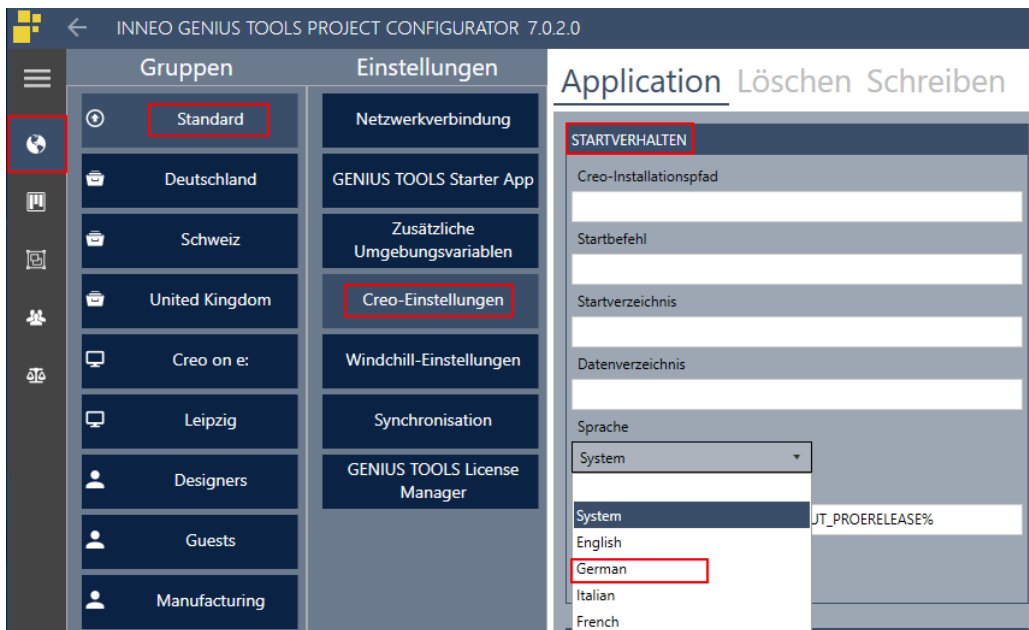 INNEO GENIUS TOOLS PROJECT CONFIGURATOR 7.0.2.0
Gruppen
Standard
Deutschland
Schweiz
United Kingdom
Creo on e:
Leipzig
Designers
Guests
Manufacturing
Einstellungen
Netzwerkverbindung
GENIUS TOOLS Starter App
Zusätzliche
Umgebungsvariablen
Creo-Einstellungen
Windchill-Einstellungen
Synchronisation
GENIUS TOOLS License
Manager
Application Löschen Schreiben
STARTVERHALTEN
Creo-Installationspfad
Startbefehl
Startverzeichnis
Datenverzeichnis
Sprache
System
System
UT_PROERELEASE%
English
German
Italian
French